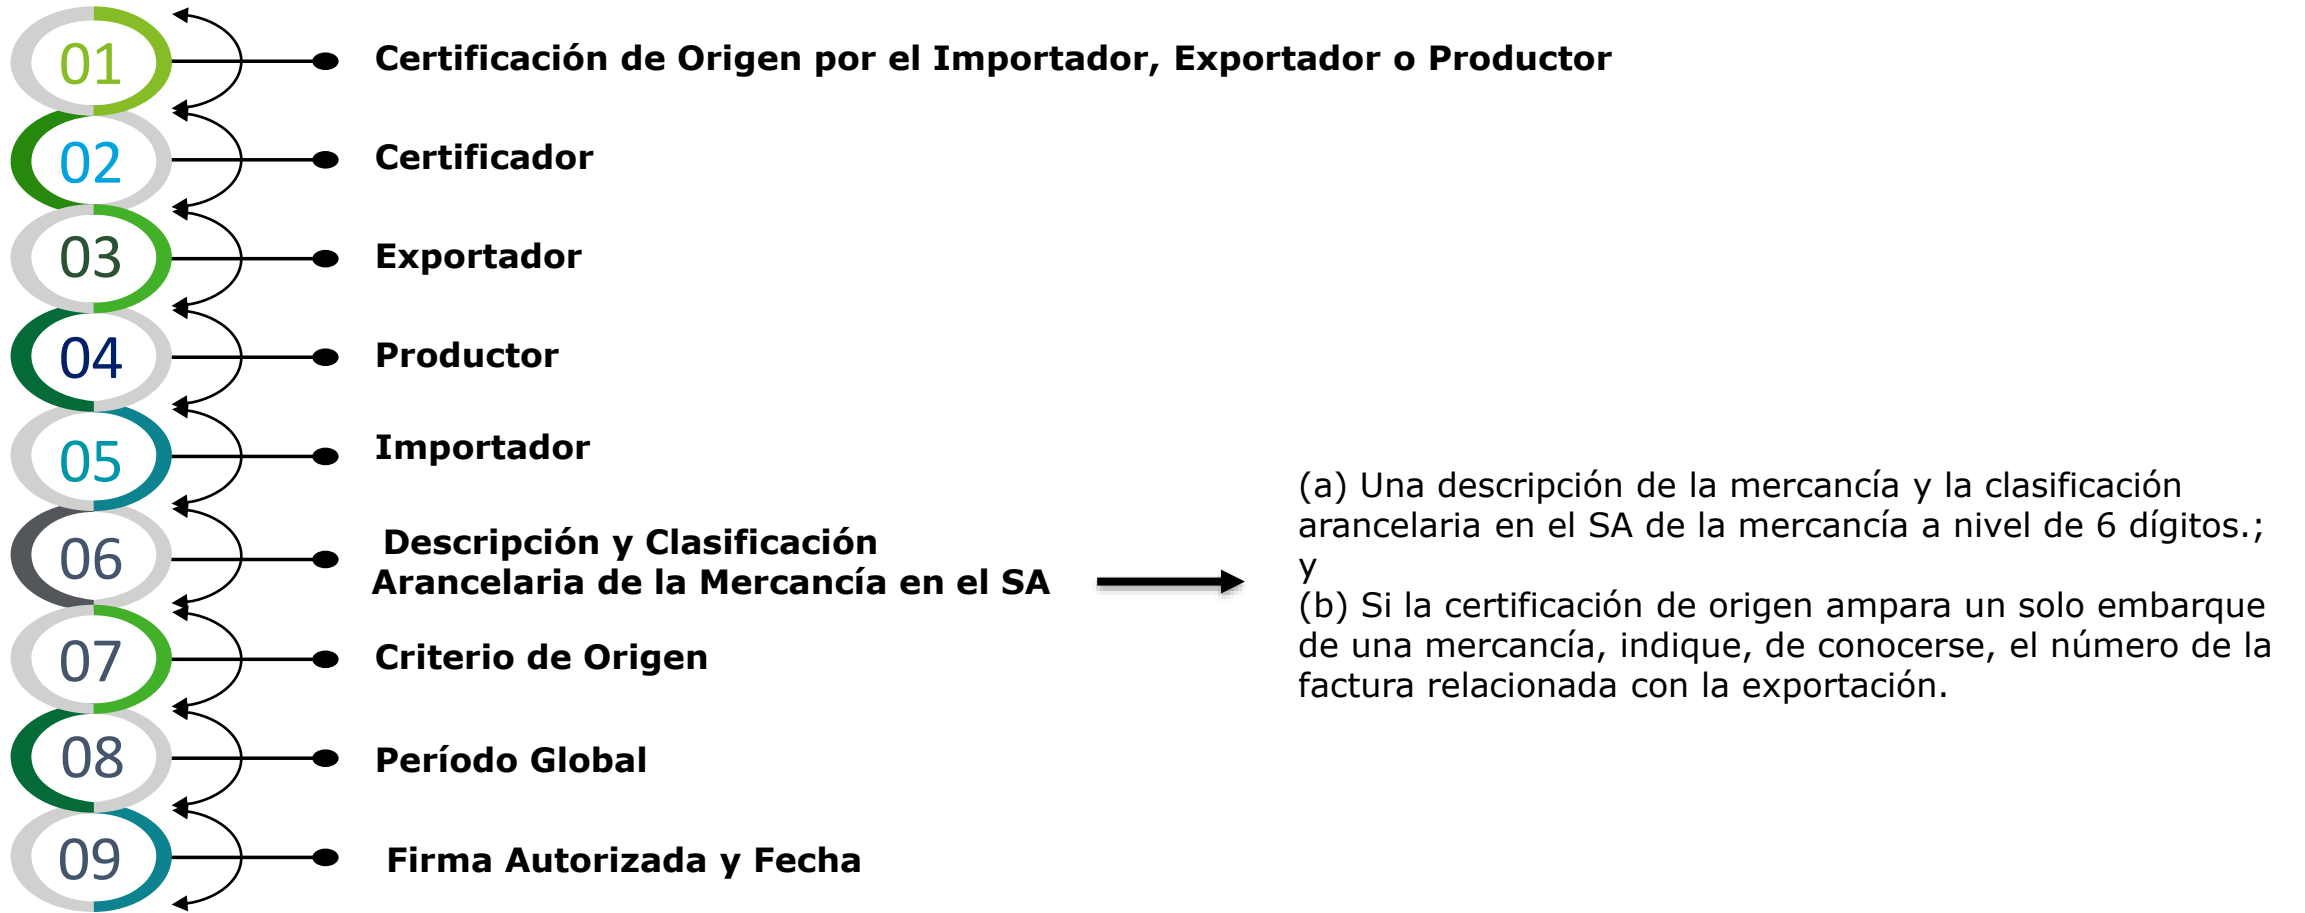 01 Certificación de Origen por el Importador, Exportador o Productor
02 Certificador
03 Exportador
04 Productor
05 Importador
06 Descripción y Clasificación
Arancelaria de la Mercancía en el SA
(a) Una descripción de la mercancía y la clasificación
arancelaria en el SA de la mercancía a nivel de 6 dígitos.;
y
(b) Si la certificación de origen ampara un solo embarque
de una mercancía, indique, de conocerse, el número de la
factura relacionada con la exportación.
07 Criterio de Origen
08 Período Global
09 Firma Autorizada y Fecha